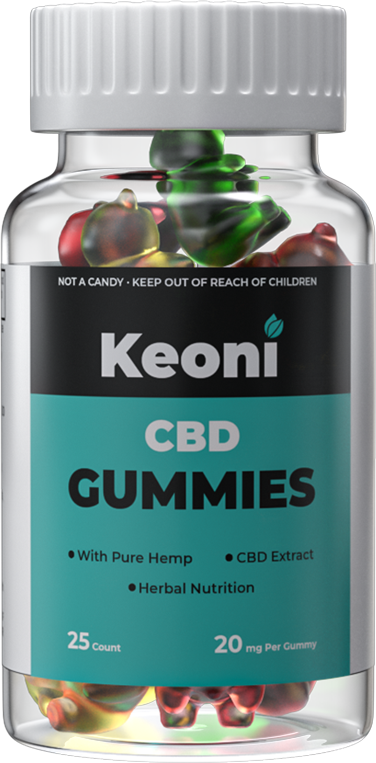 NOT A CANDY • KEEP OUT OF REACH OF CHILDREN
Keoni
CBD
GUMMIES
• With Pure Hemp • CBD Extract
• Herbal Nutrition
25 Count 20 mg Per Gummy